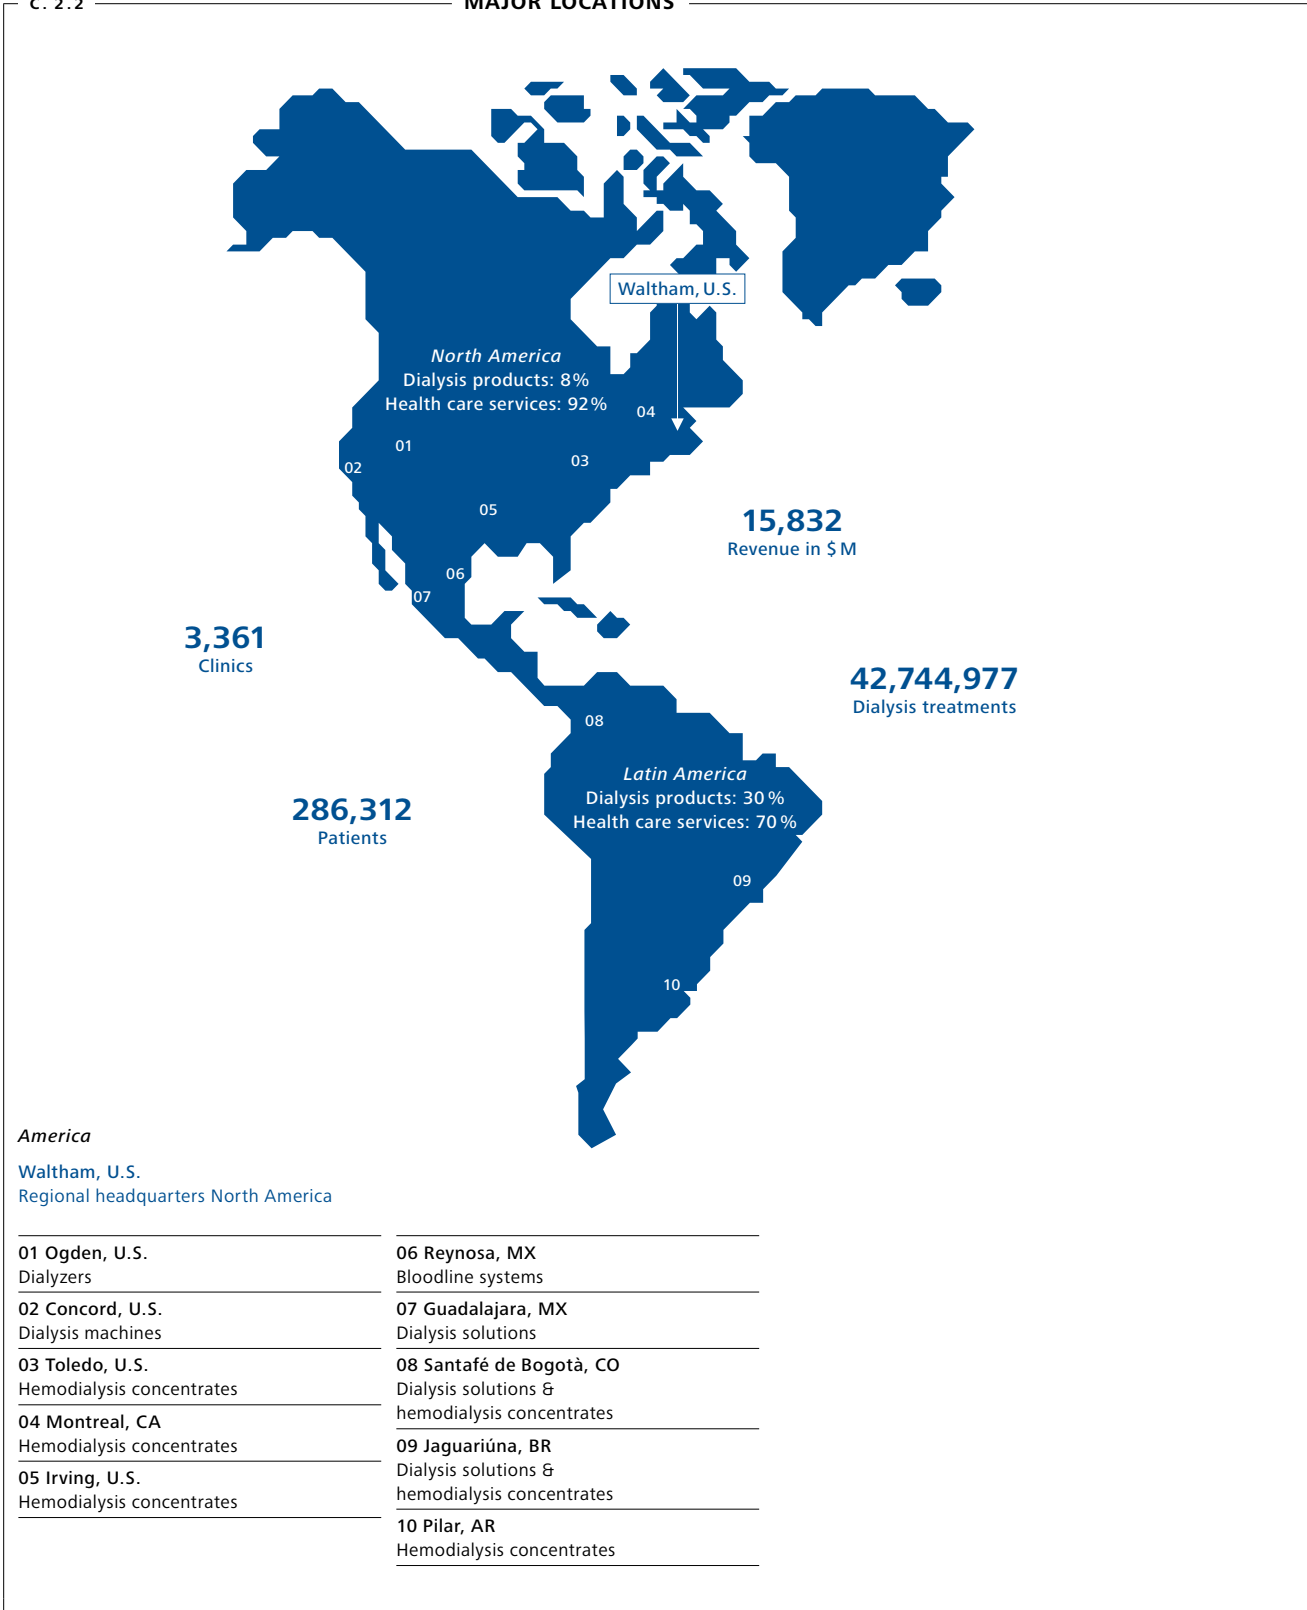 C. 2.2
MAJOR LOCATIONS
Waltham, U.S.
North America
Dialysis products: 8%
Health care services: 92%
04
01
02
03
05
15,832
Revenue in $ M
06
07
3,361
Clinics
42,744,977
Dialysis treatments
08
Latin America
Dialysis products: 30%
Health care services: 70%
286,312
Patients
09
10
America
Waltham, U.S.
Regional headquarters North America
01 Ogden, U.S.
Dialyzers
02 Concord, U.S.
Dialysis machines
03 Toledo, U.S.
Hemodialysis concentrates
04 Montreal, CA
Hemodialysis concentrates
05 Irving, U.S.
Hemodialysis concentrates
06 Reynosa, MX
Bloodline systems
07 Guadalajara, MX
Dialysis solutions
08 Santafé de Bogotà, CO
Dialysis solutions &
hemodialysis concentrates
09 Jaguariúna, BR
Dialysis solutions &
hemodialysis concentrates
10 Pilar, AR
Hemodialysis concentrates